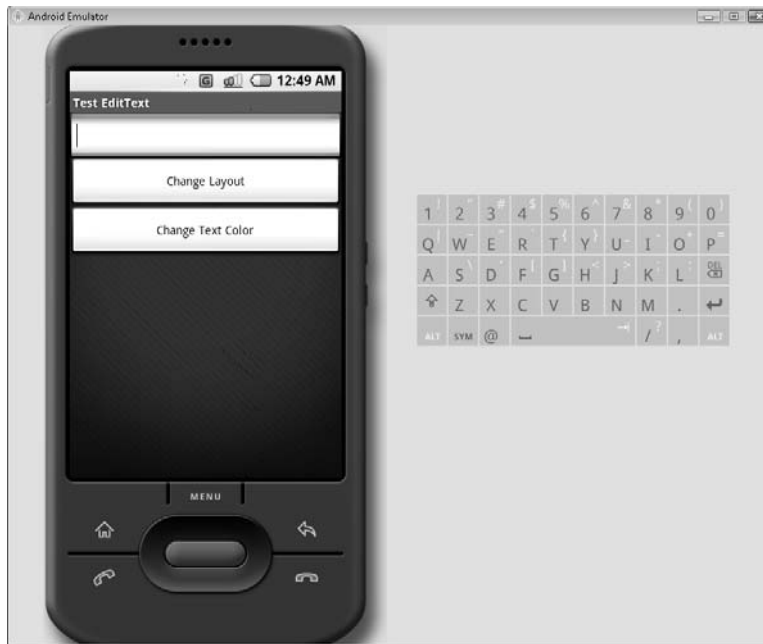 Android Emulator
G 12:49 AM
Test EditText
Change Layout
Change Text Color
MENU
1 ! 2 " 3 # 4 $ 5 % 6 ^ 7 & 8 * 9 ( 0 )
Q W E R T { Y } U - I O + P =
A S \ D F [ G ] H < J > K ; L : DEL
Z X C V B N M .
ALT SYM @ / ? , ALT